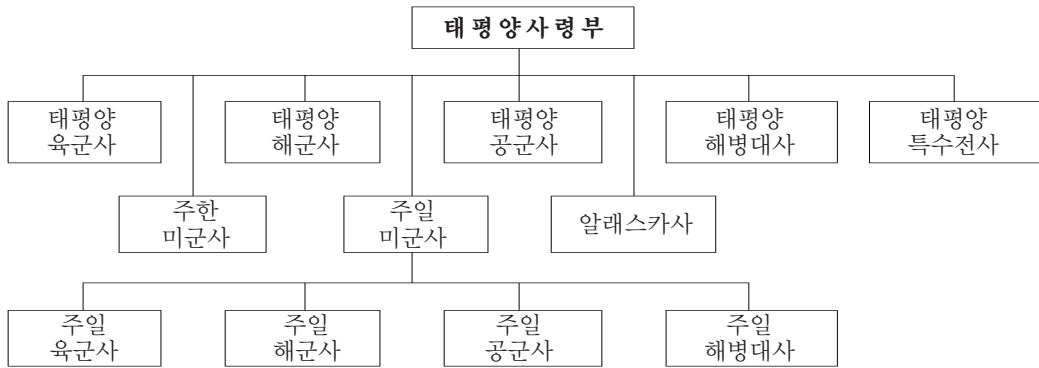 태평양사령부
태평양
육군사
태평양
해군사
태평양
공군사
태평양
해병대사
태평양
특수전사
주한
미군사
주일
미군사
알래스카사
주일
육군사
주일
해군사
주일
공군사
주일
해병대사